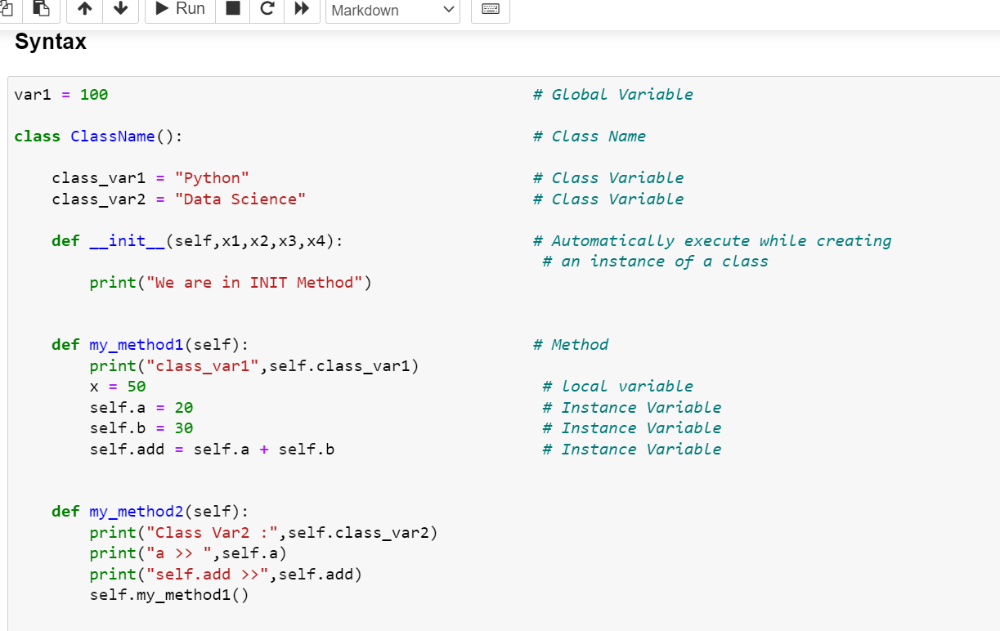 Run
Markdown
Syntax
var1 = 100 # Global Variable
class ClassName(): # Class Name
class_var1 = "Python" # Class Variable
class_var2 = "Data Science" # Class Variable
def __init__(self,x1,x2,x3,x4): # Automatically execute while creating
# an instance of a class
print("We are in INIT Method")
def my_method1(self): # Method
print("class_var1",self.class_var1)
x = 50 # local variable
self.a = 20 # Instance Variable
self.b = 30 # Instance Variable
self.add = self.a + self.b # Instance Variable
def my_method2(self):
print("Class Var2 :",self.class_var2)
print("a >> ",self.a)
print("self.add >>",self.add)
self.my_method1()